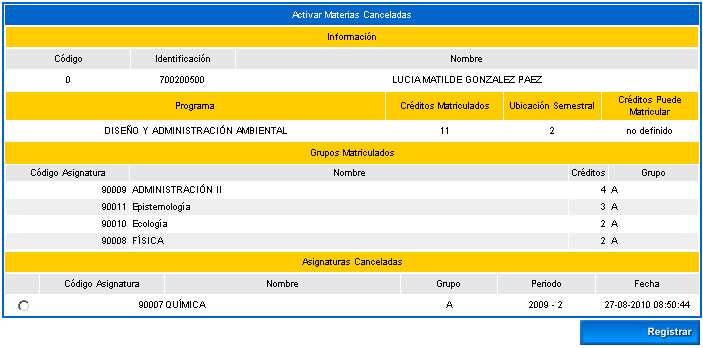 Activar Materias Canceladas
Información
Código Identificación Nombre
0 700200500 LUCIA MATILDE GONZALEZ PAEZ
Programa Créditos Matriculados Ubicación Semestral Créditos Puede Matricular
DISEÑO Y ADMINISTRACIÓN AMBIENTAL 11 2 no definido
Grupos Matriculados
Código Asignatura Nombre Créditos Grupo
90009 ADMINISTRACIÓN II 4 A
90011 Epistemología 3 A
90010 Ecología 2 A
90008 FÍSICA 2 A
Asignaturas Canceladas
Código Asignatura Nombre Grupo Periodo Fecha
90007 QUÍMICA A 2009 - 2 27-08-2010 08:50:44
Registrar